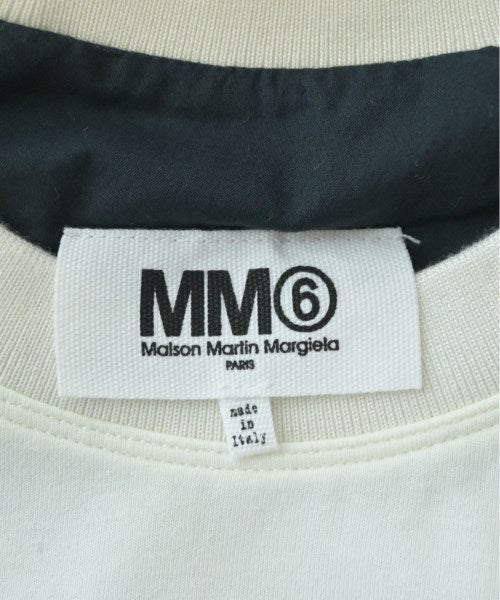 MM⑥
Maison Martin Margiela
PARIS
made
in
Italy